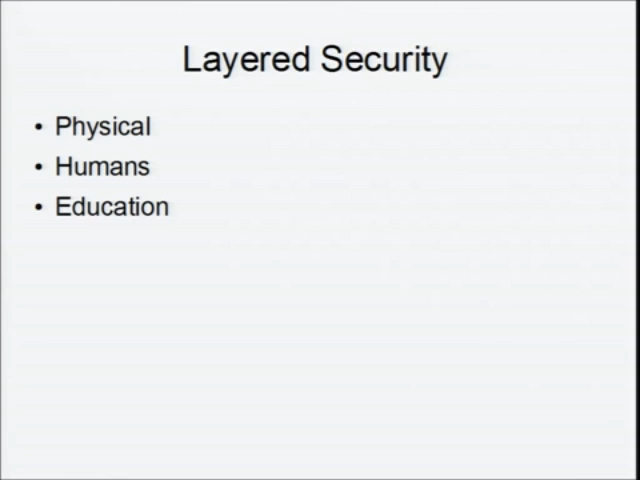 Layered Security
• Physical
• Humans
• Education